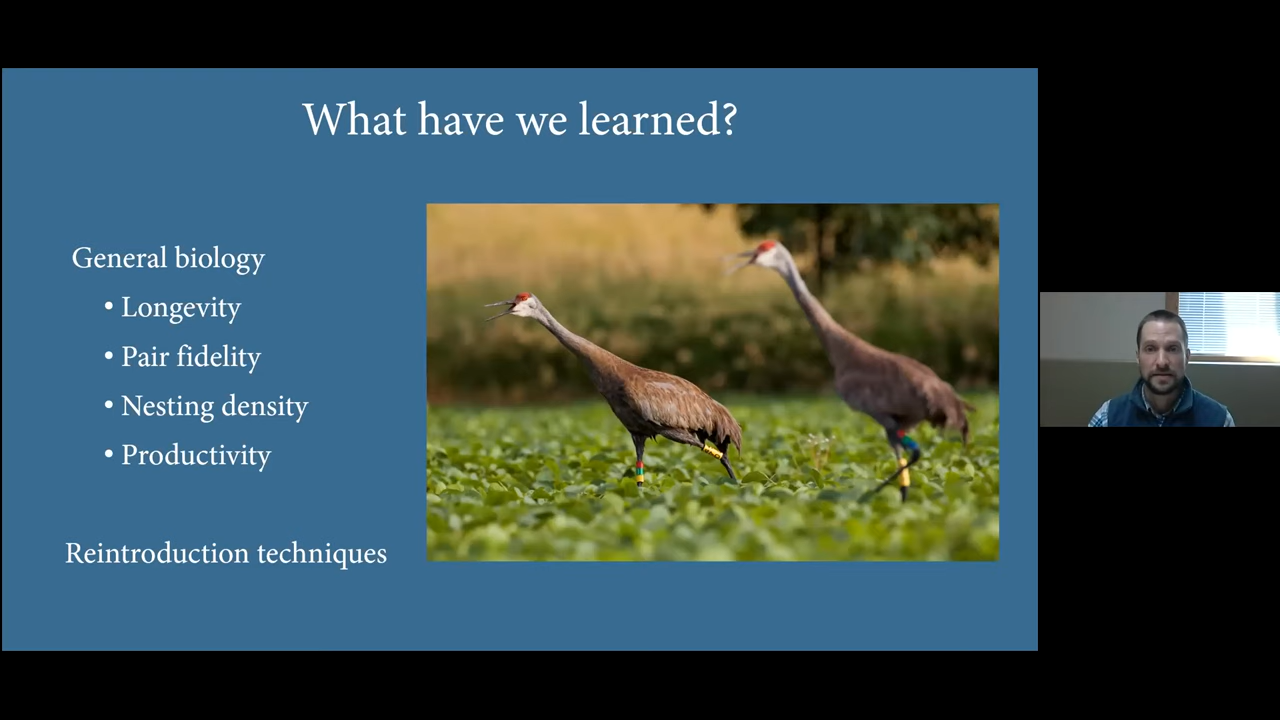 What have we learned?
General biology
• Longevity
• Pair fidelity
• Nesting density
• Productivity
Reintroduction techniques